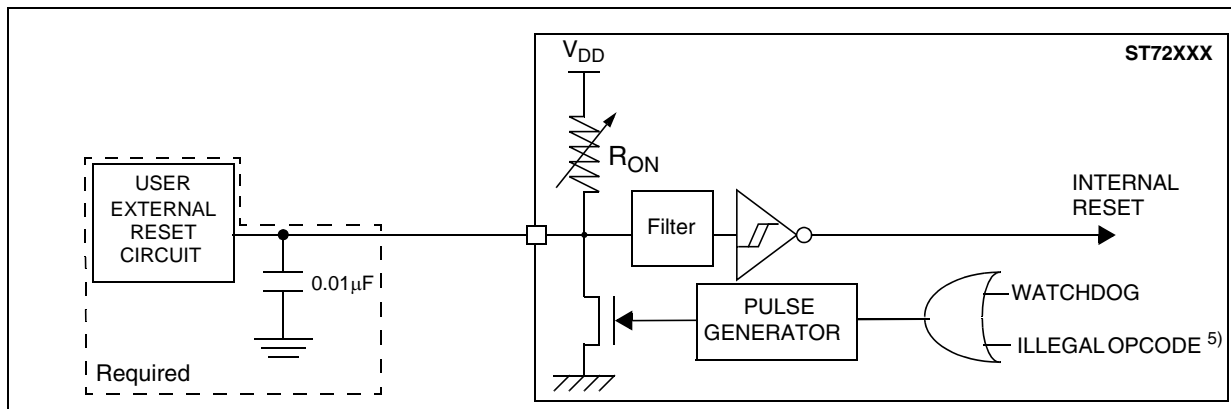 V_DD
ST72XXX
R_ON
USER
EXTERNAL
RESET
CIRCUIT
0.01μF
Required
Filter
INTERNAL
RESET
PULSE
GENERATOR
WATCHDOG
ILLEGAL OPCODE 5)